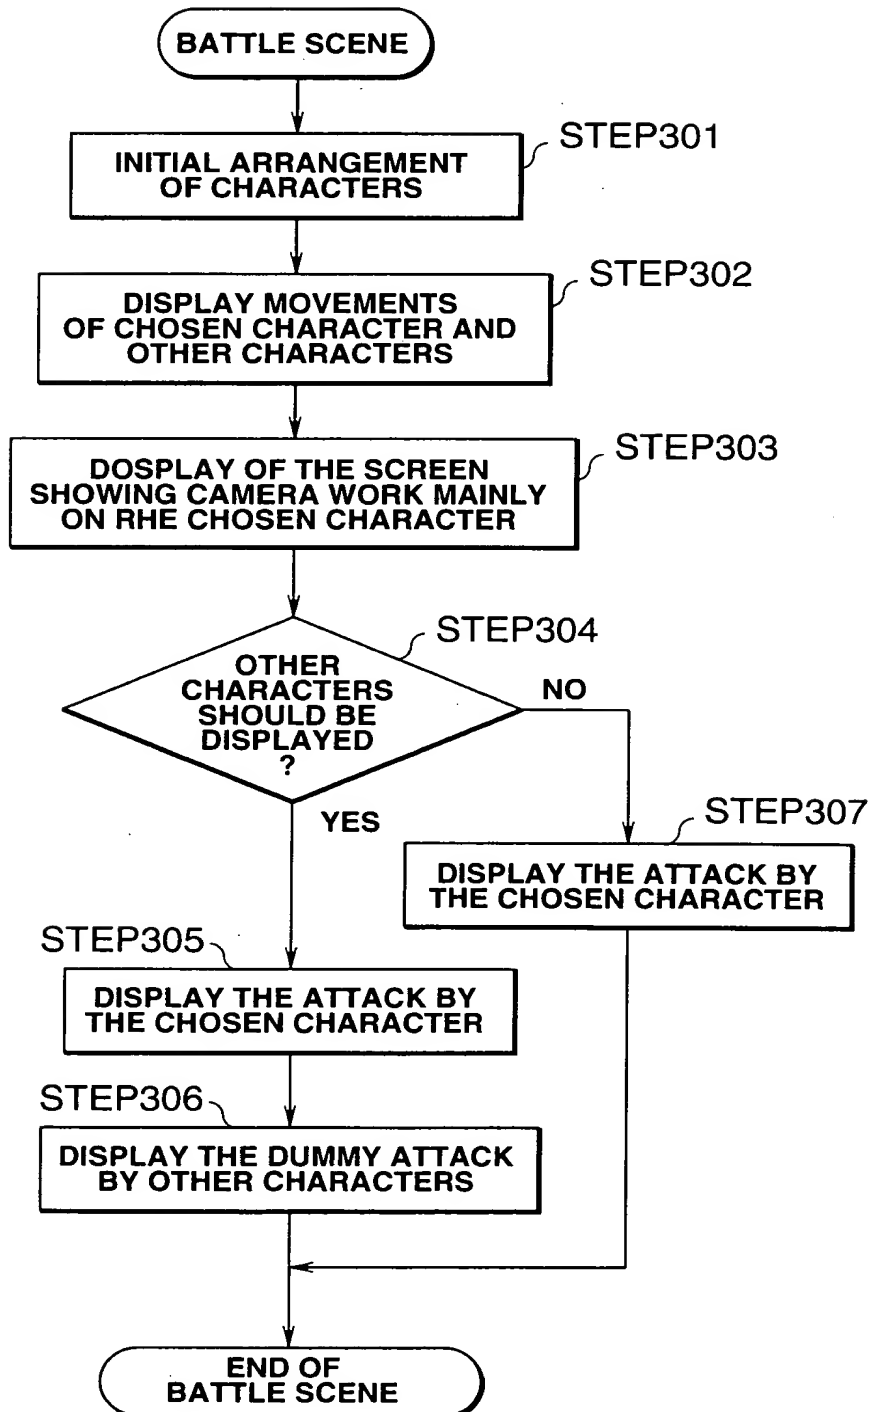 BATTLE SCENE
STEP301
INITIAL ARRANGEMENT
OF CHARACTERS
STEP302
DISPLAY MOVEMENTS
OF CHOSEN CHARACTER AND
OTHER CHARACTERS
STEP303
DOSPLAY OF THE SCREEN
SHOWING CAMERA WORK MAINLY
ON RHE CHOSEN CHARACTER
STEP304
OTHER
CHARACTERS
SHOULD BE
DISPLAYED
?
NO
YES
STEP307
DISPLAY THE ATTACK BY
THE CHOSEN CHARACTER
STEP305
DISPLAY THE ATTACK BY
THE CHOSEN CHARACTER
STEP306
DISPLAY THE DUMMY ATTACK
BY OTHER CHARACTERS
END OF
BATTLE SCENE